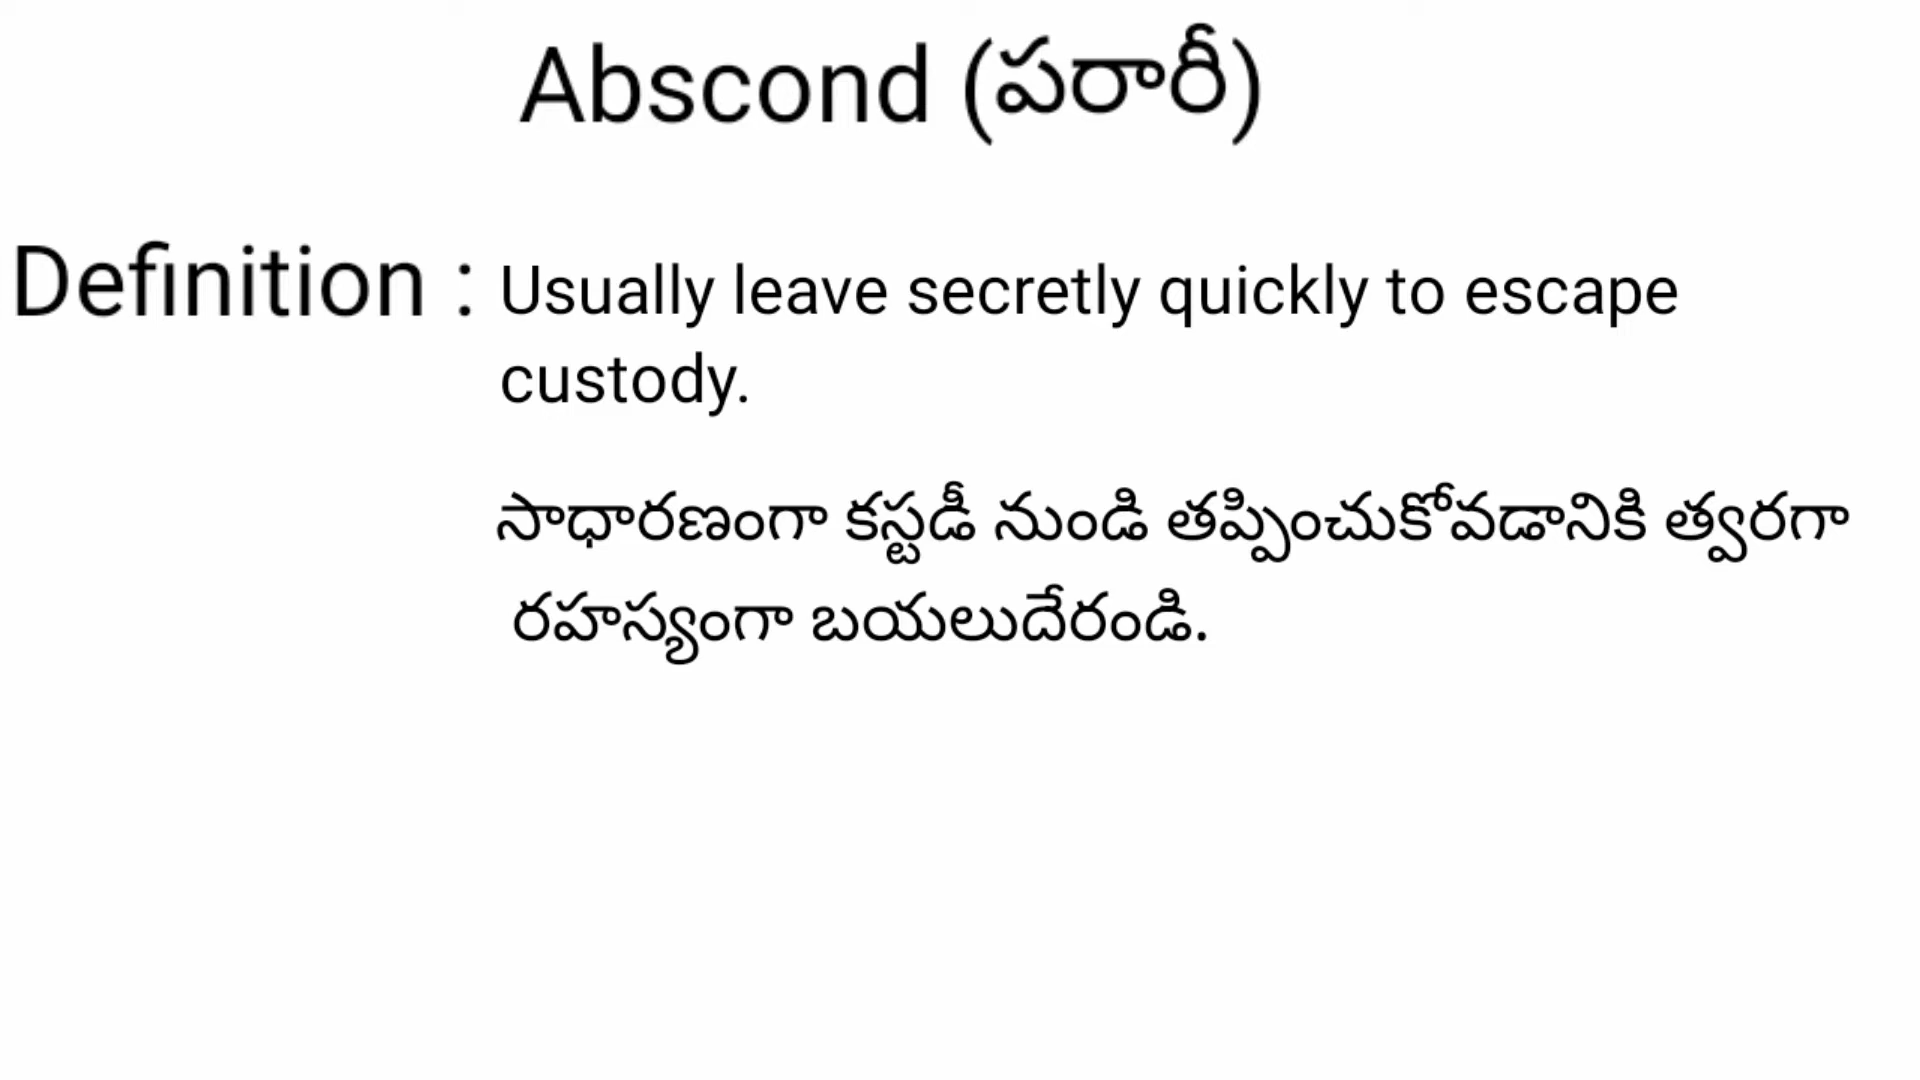 Abscond (పరారీ)
Definition : Usually leave secretly quickly to escape
custody.
సాధారణంగా కస్టడీ నుండి తప్పించుకోవడానికి త్వరగా
రహస్యంగా బయలుదేరండి.